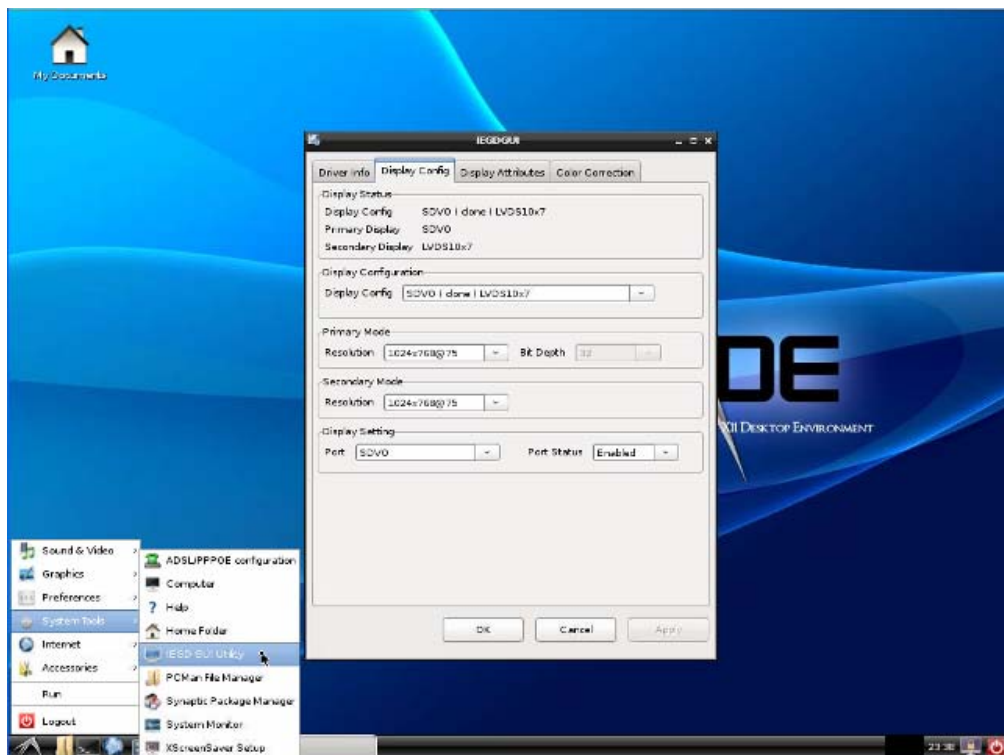 My Documents
IEGDGUI
Driver Info Display Config Display Attributes Color Correction
Display Status
Display Config SDVO | clone | LVDS10x7
Primary Display SDVO
Secondary Display LVDS10x7
Display Configuration
Display Config SDVO | clone | LVDS10x7
Primary Mode
Resolution 1024x768@75 Bit Depth 32
Secondary Mode
Resolution 1024x768@75
Display Setting
Port SDVO Port Status Enabled
OK Cancel Apply
DE
X11 DESKTOP ENVIRONMENT
Sound & Video
Graphics
Preferences
System Tools
Internet
Accessories
Run
Logout
ADSL/PPPOE configuration
Computer
Help
Home Folder
IEGD GUI Utility
PCMan File Manager
Synaptic Package Manager
System Monitor
XScreenSaver Setup
23:38